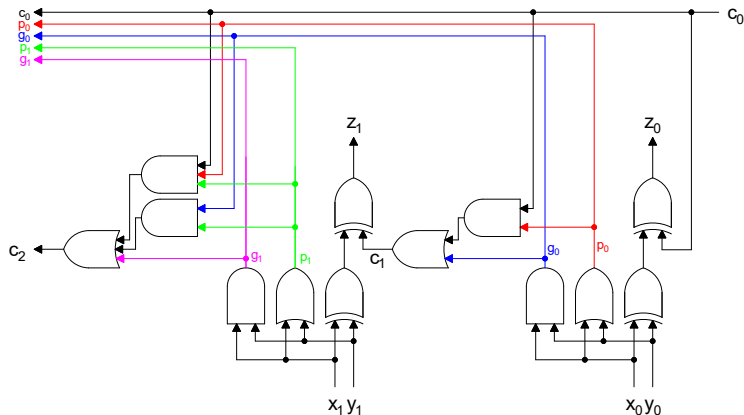 c₀
p₀
g₀
p₁
g₁
c₀
z₁
z₀
c₂
g₁
p₁
c₁
g₀
p₀
x₁ y₁
x₀ y₀